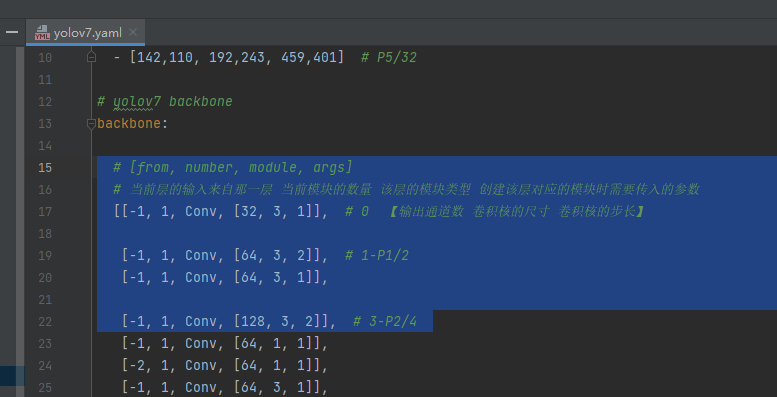 yolov7.yaml
10 - [142,110, 192,243, 459,401] # P5/32
11
12 # yolov7 backbone
13 backbone:
14
15 # [from, number, module, args]
16 # 当前层的输入来自那一层 当前模块的数量 该层的模块类型 创建该层对应的模块时需要传入的参数
17 [[-1, 1, Conv, [32, 3, 1]], # 0 【输出通道数 卷积核的尺寸 卷积核的步长】
18
19 [-1, 1, Conv, [64, 3, 2]], # 1-P1/2
20 [-1, 1, Conv, [64, 3, 1]],
21
22 [-1, 1, Conv, [128, 3, 2]], # 3-P2/4
23 [-1, 1, Conv, [64, 1, 1]],
24 [-2, 1, Conv, [64, 1, 1]],
25 [-1, 1, Conv, [64, 3, 1]],